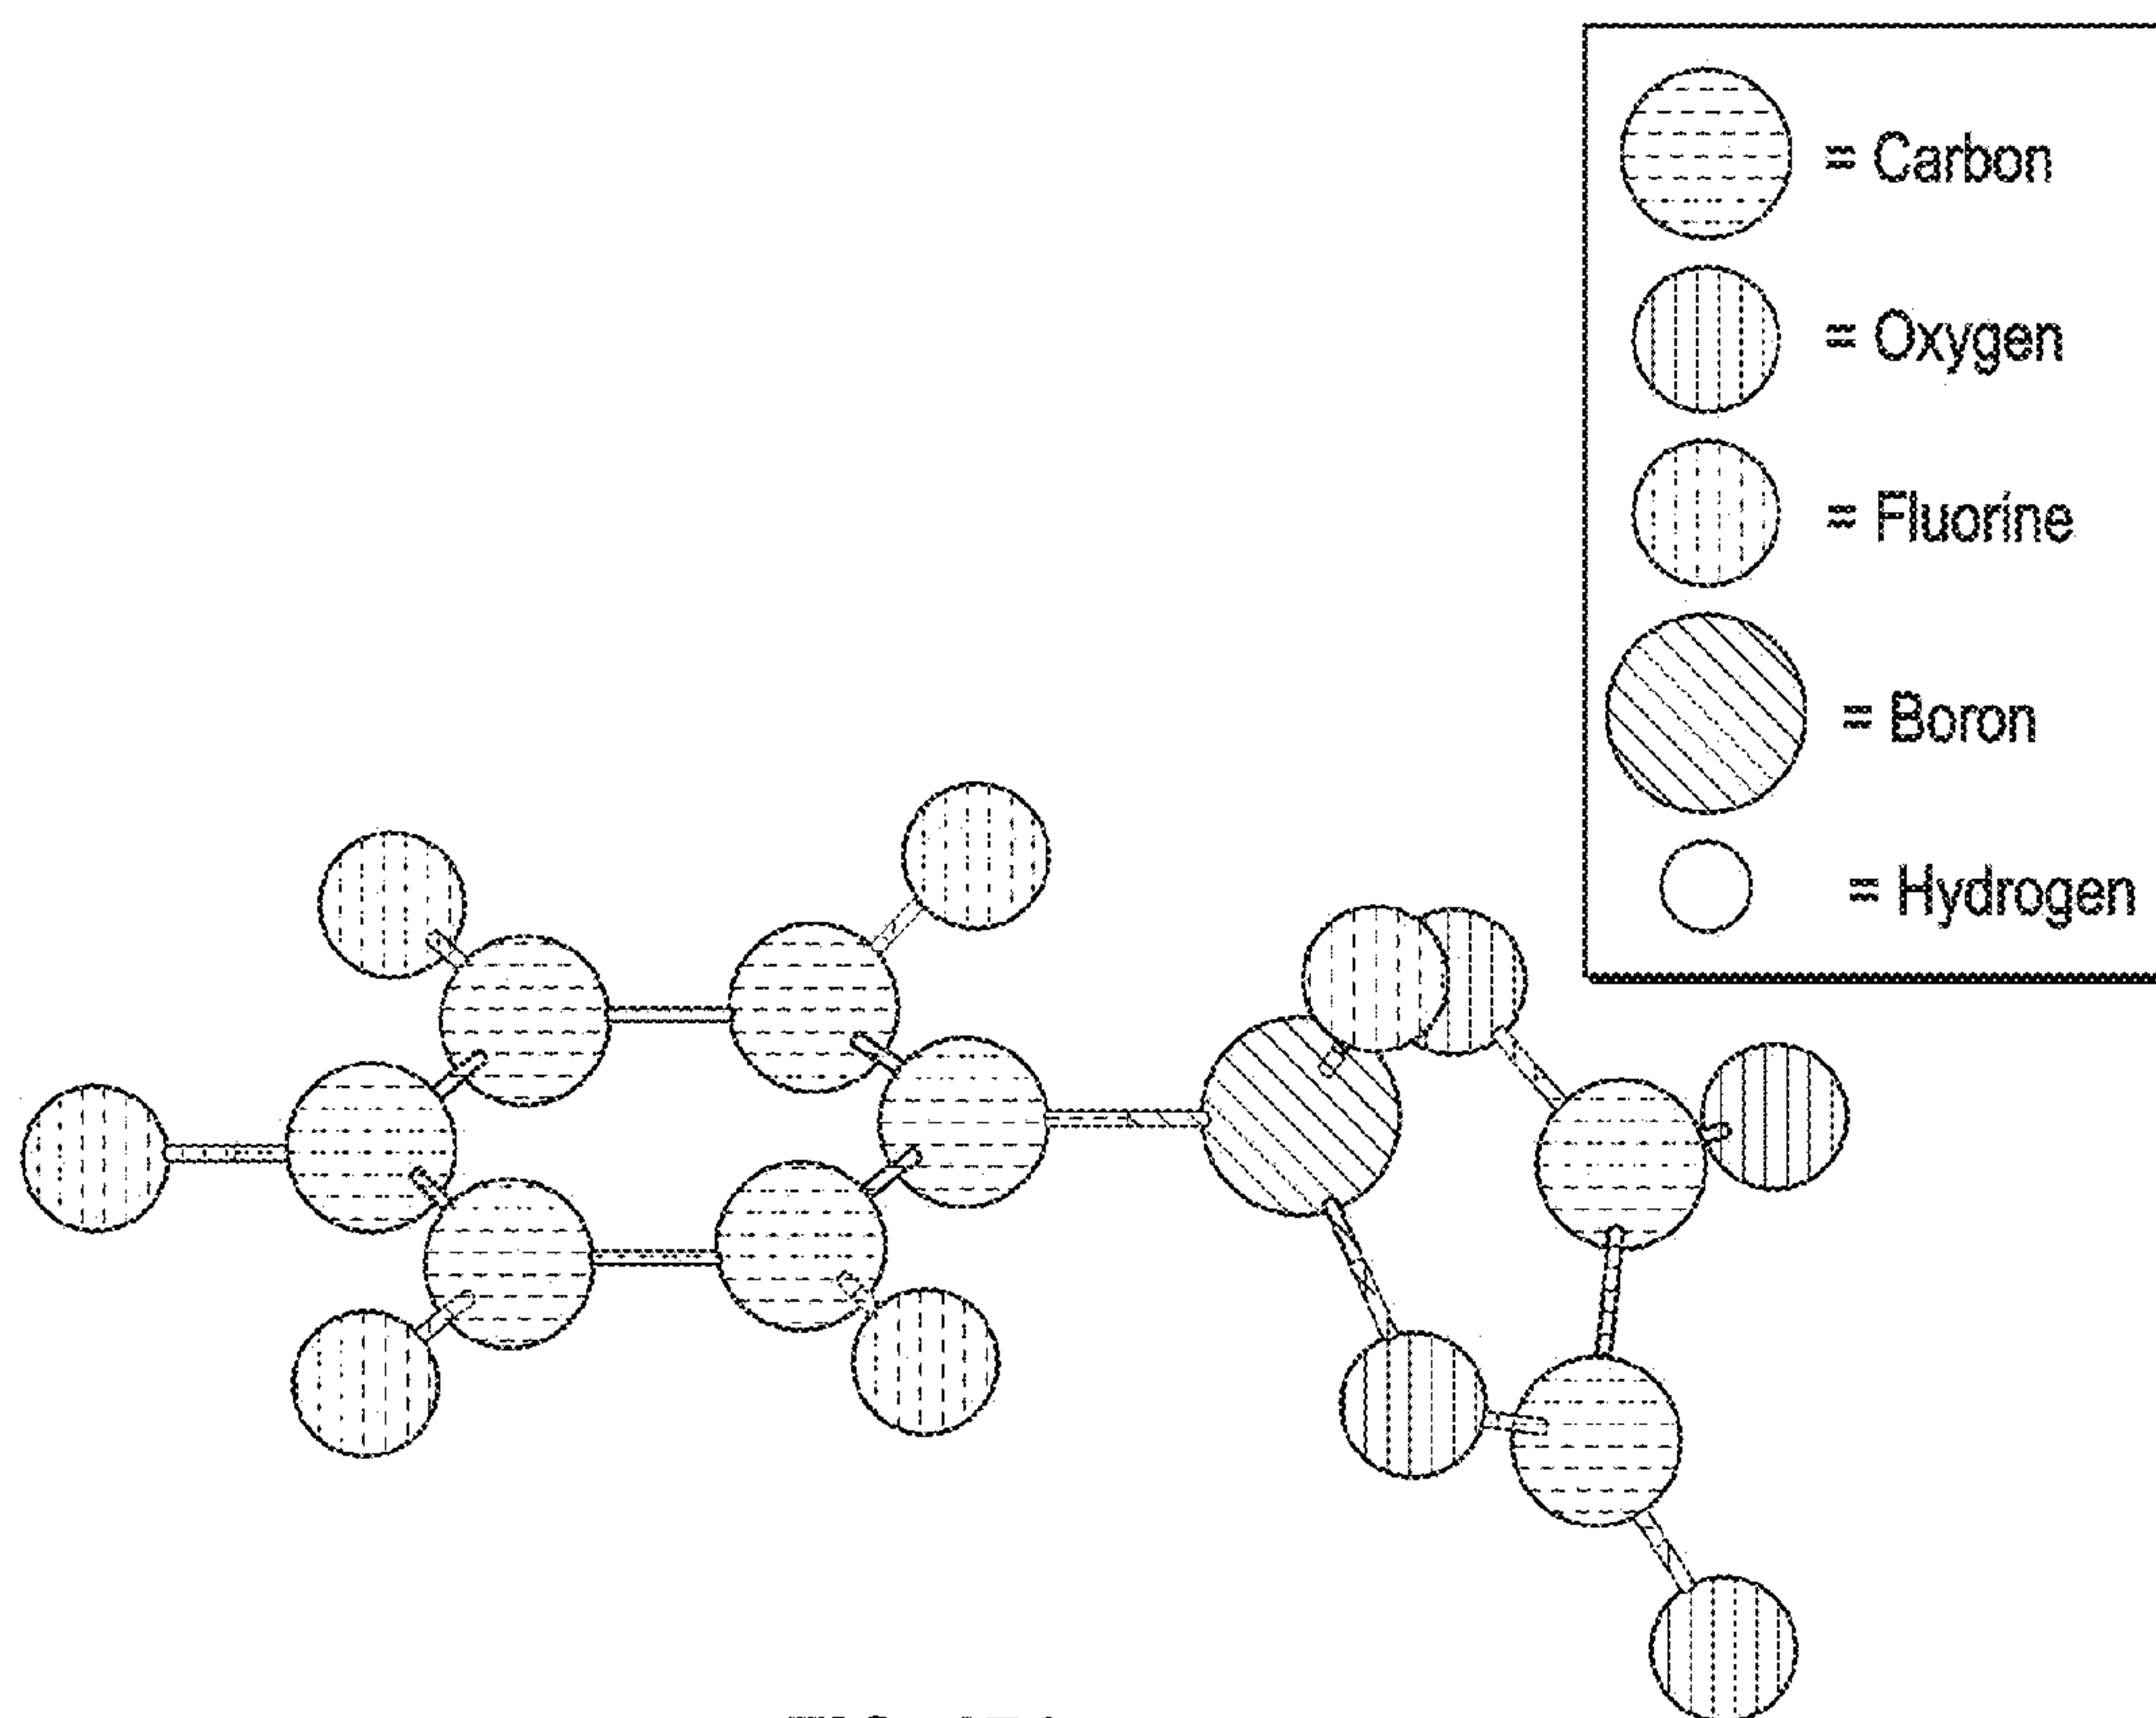 = Carbon
= Oxygen
= Fluorine
= Boron
= Hydrogen